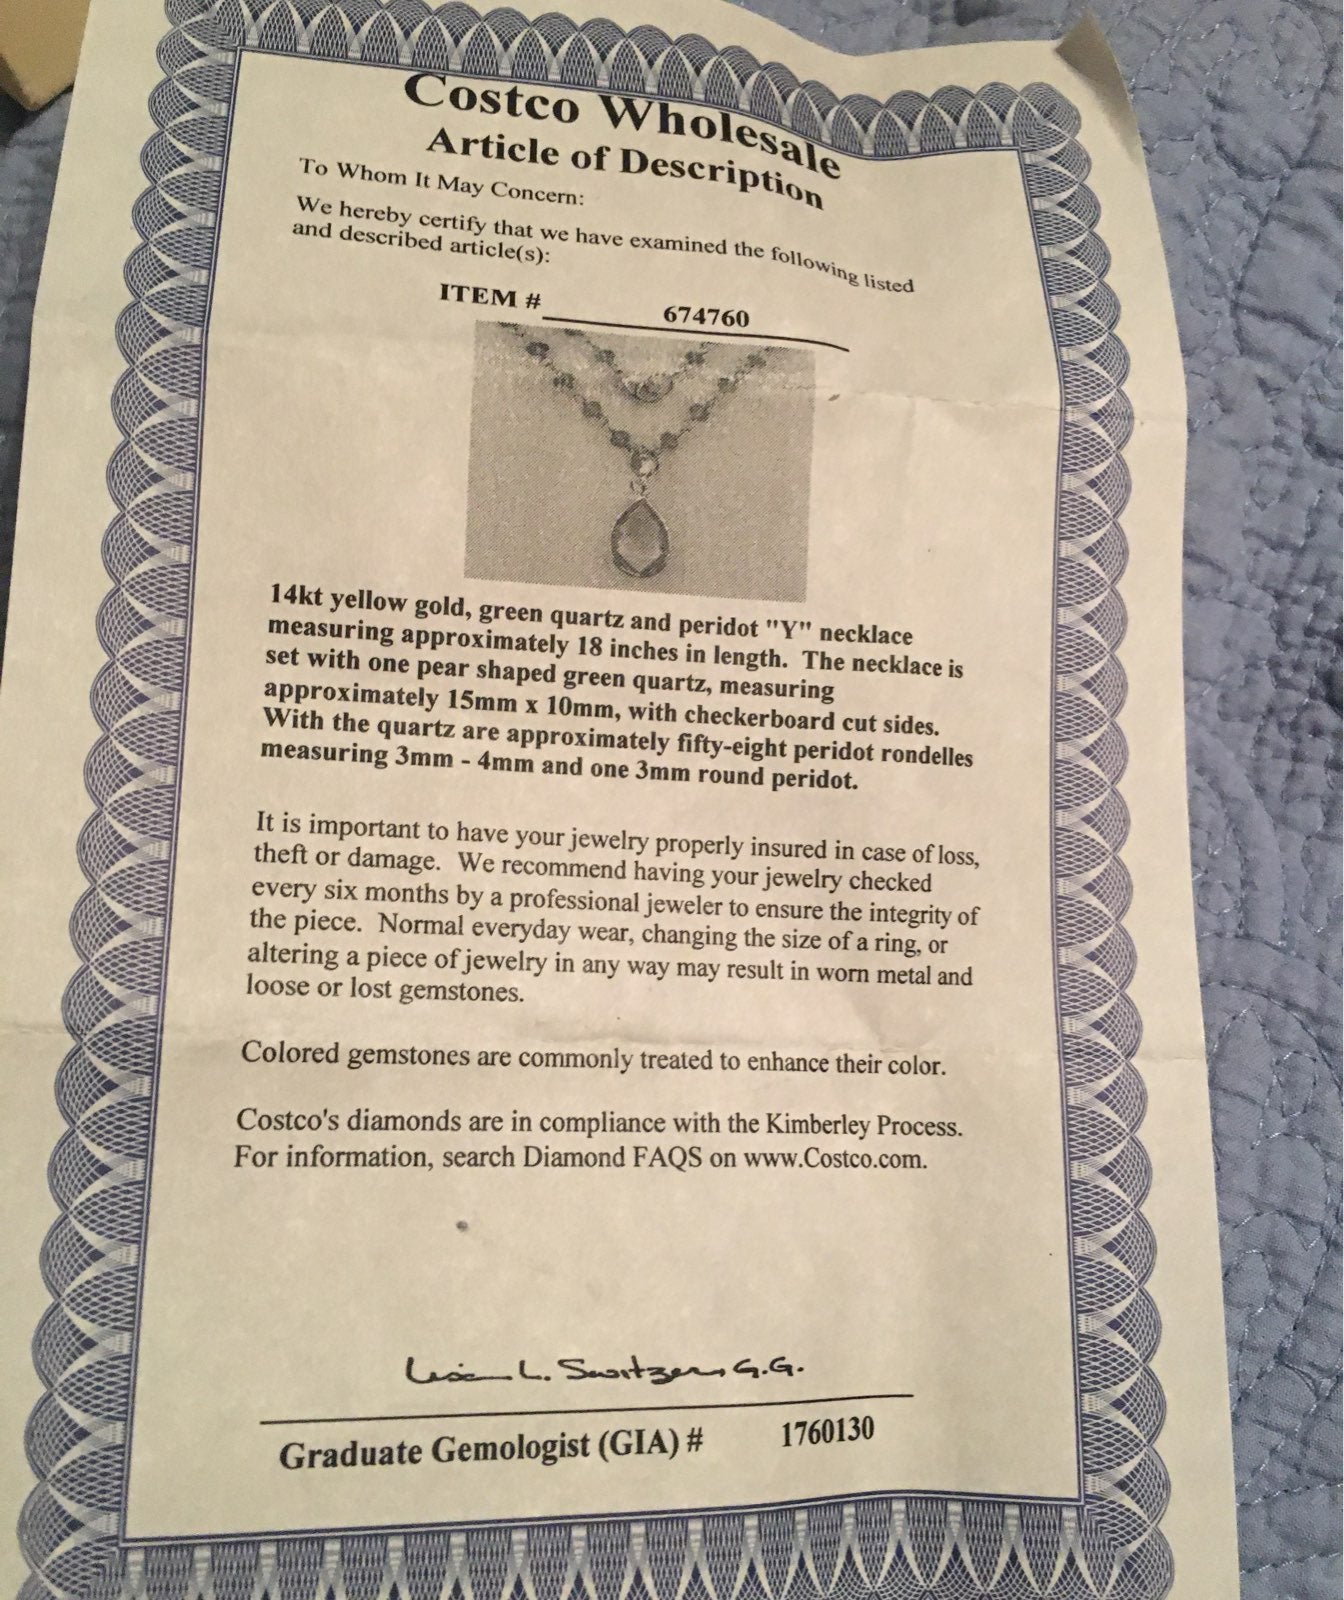 Costco Wholesale
Article of Description
To Whom It May Concern:
We hereby certify that we have examined the following listed
and described article(s):
ITEM # 674760
14kt yellow gold, green quartz and peridot "Y" necklace
measuring approximately 18 inches in length. The necklace is
set with one pear shaped green quartz, measuring
approximately 15mm x 10mm, with checkerboard cut sides.
With the quartz are approximately fifty-eight peridot rondelles
measuring 3mm - 4mm and one 3mm round peridot.
It is important to have your jewelry properly insured in case of loss,
theft or damage. We recommend having your jewelry checked
every six months by a professional jeweler to ensure the integrity of
the piece. Normal everyday wear, changing the size of a ring, or
altering a piece of jewelry in any way may result in worn metal and
loose or lost gemstones.
Colored gemstones are commonly treated to enhance their color.
Costco's diamonds are in compliance with the Kimberley Process.
For information, search Diamond FAQS on www.Costco.com.
L. Switzer, G.G.
Graduate Gemologist (GIA) # 1760130